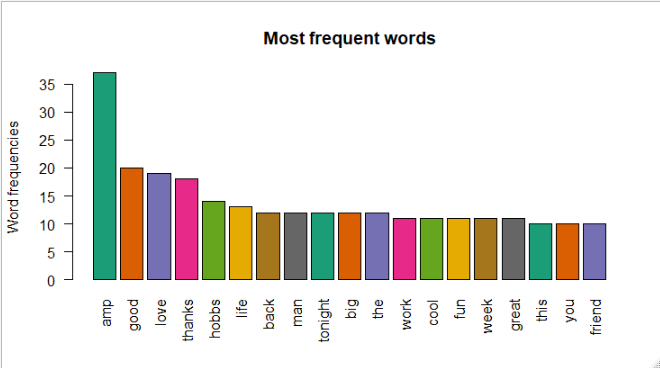 Most frequent words
Word frequencies
35
30
25
20
15
10
5
0
amp
good
love
thanks
hobbs
life
back
man
tonight
big
the
work
cool
fun
week
great
this
you
friend